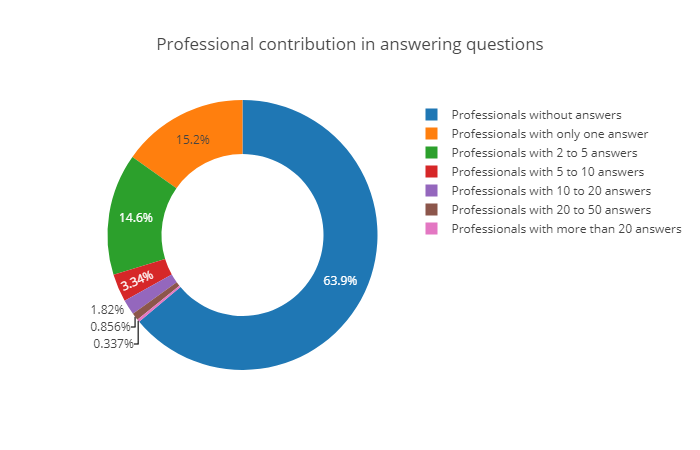 Professional contribution in answering questions
Professionals without answers
Professionals with only one answer
Professionals with 2 to 5 answers
Professionals with 5 to 10 answers
Professionals with 10 to 20 answers
Professionals with 20 to 50 answers
Professionals with more than 20 answers
15.2%
14.6%
63.9%
3.34%
1.82%
0.856%
0.337%